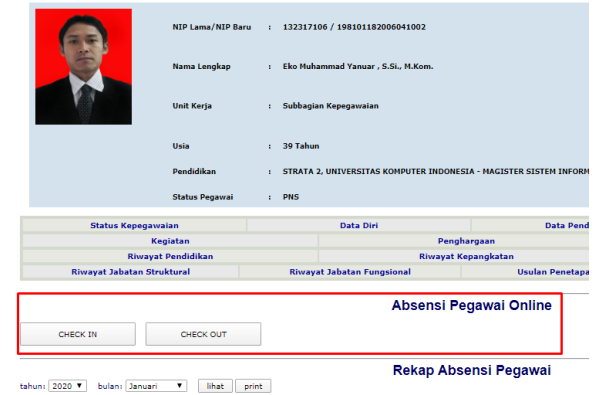 NIP Lama/NIP Baru : 132317106 / 198101182006041002
Nama Lengkap : Eko Muhammad Yanuar , S.Si., M.Kom.
Unit Kerja : Subbagian Kepegawaian
Usia : 39 Tahun
Pendidikan : STRATA 2, UNIVERSITAS KOMPUTER INDONESIA - MAGISTER SISTEM INFORM
Status Pegawai : PNS
Status Kepegawaian Data Diri Data Pend
Kegiatan Penghargaan
Riwayat Pendidikan Riwayat Kepangkatan
Riwayat Jabatan Struktural Riwayat Jabatan Fungsional Usulan Penetapa
Absensi Pegawai Online
CHECK IN CHECK OUT
Rekap Absensi Pegawai
tahun: 2020 bulan: Januari lihat print